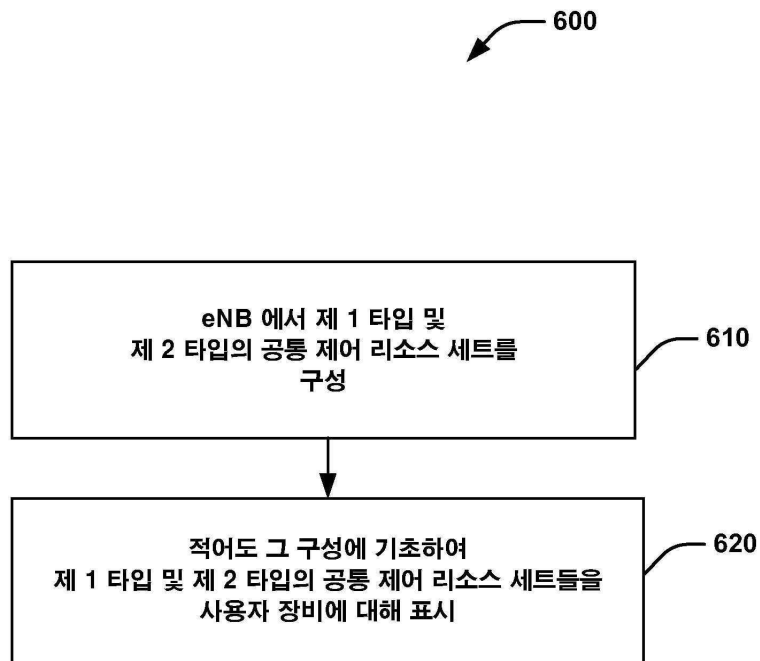 600
eNB 에서 제 1 타입 및
제 2 타입의 공통 제어 리소스 세트를
구성
610
적어도 그 구성에 기초하여
제 1 타입 및 제 2 타입의 공통 제어 리소스 세트들을
사용자 장비에 대해 표시
620